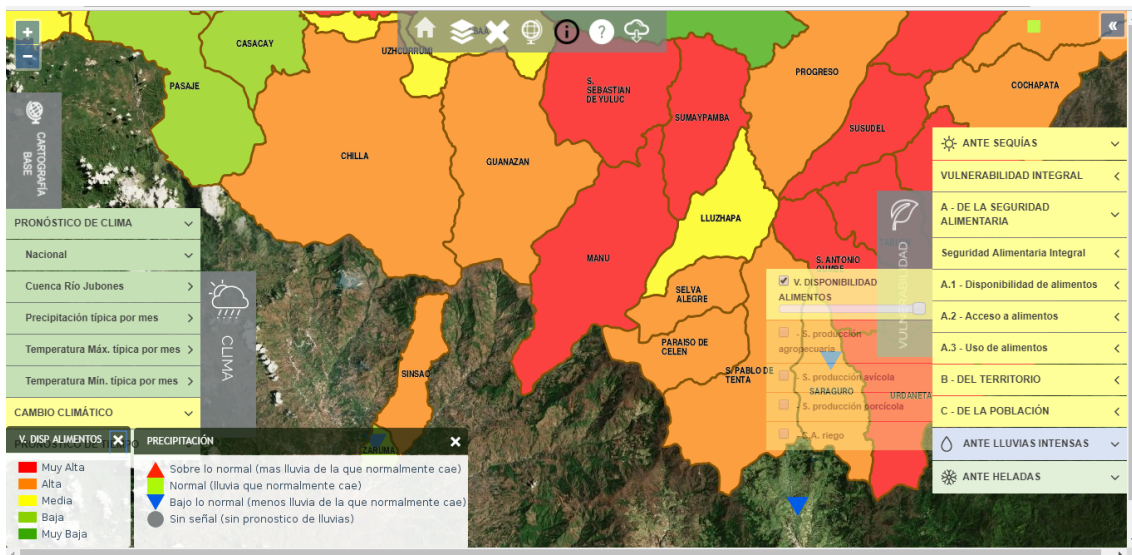 CASACAY
UZHCURRUMI
PASAJE
CHILLA
GUANAZAN
S.
SEBASTIAN
DE YULUC
SUMAYPAMBA
PROGRESO
COCHAPATA
SUSUDEL
LLUZHAPA
MANU
S. ANTONIO
SELVA
ALEGRE
PARAISO DE
CELEN
S. PABLO DE
TENTA
SARAGURO
URDANETA
SINSAO
ZARUMA
+
−
i
?
«
CARTOGRAFÍA
BASE
PRONÓSTICO DE CLIMA
Nacional
Cuenca Río Jubones
Precipitación típica por mes
Temperatura Máx. típica por mes
Temperatura Mín. típica por mes
CAMBIO CLIMÁTICO
CLIMA
V. DISP ALIMENTOS
Muy Alta
Alta
Media
Baja
Muy Baja
PRECIPITACIÓN
Sobre lo normal (mas lluvia de la que normalmente cae)
Normal (lluvia que normalmente cae)
Bajo lo normal (menos lluvia de la que normalmente cae)
Sin señal (sin pronostico de lluvias)
V. DISPONIBILIDAD
ALIMENTOS
- S. producción
agropecuaria
- S. producción avícola
- S. producción porcícola
- S.A. riego
VULNERABILIDAD
ANTE SEQUÍAS
VULNERABILIDAD INTEGRAL
A - DE LA SEGURIDAD
ALIMENTARIA
Seguridad Alimentaria Integral
A.1 - Disponibilidad de alimentos
A.2 - Acceso a alimentos
A.3 - Uso de alimentos
B - DEL TERRITORIO
C - DE LA POBLACIÓN
ANTE LLUVIAS INTENSAS
ANTE HELADAS